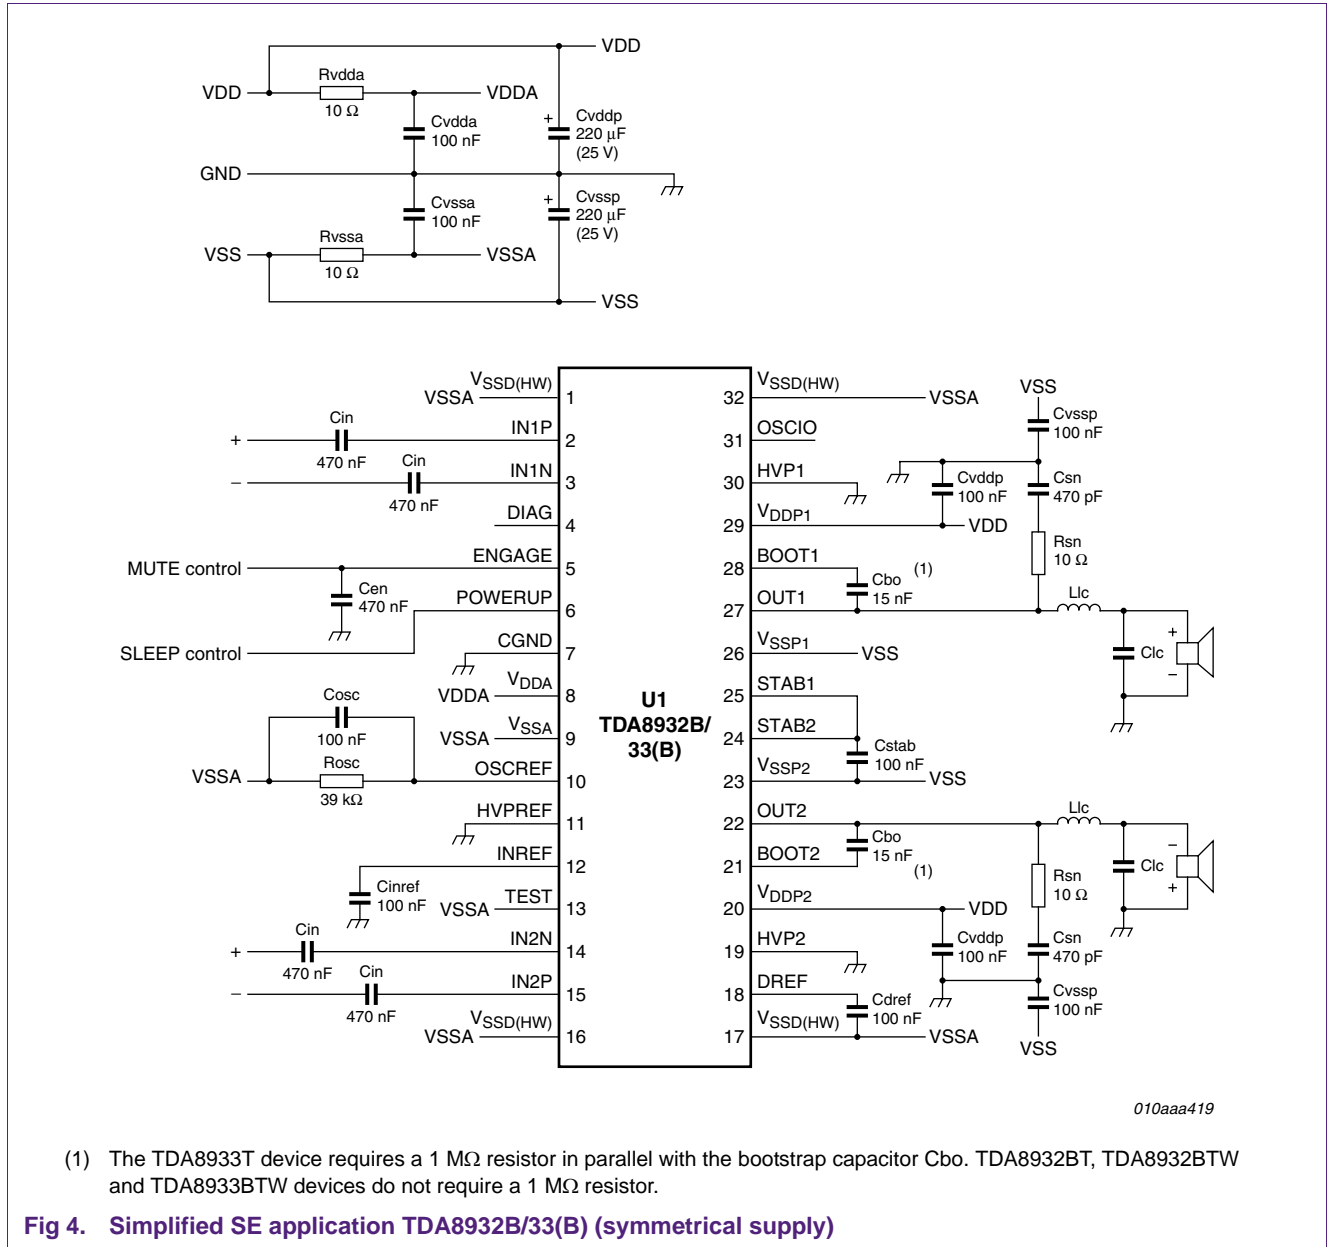 VDD
Rvdda
VDD
10 Ω
VDDA
Cvdda
100 nF
+
Cvddp
220 μF
(25 V)
GND
Cvssa
100 nF
+
Cvssp
220 μF
(25 V)
Rvssa
VSS
10 Ω
VSSA
VSS
VSSD(HW)
VSSA
1
Cin
+
470 nF
IN1P
2
Cin
−
470 nF
IN1N
3
DIAG
4
MUTE control
ENGAGE
5
Cen
470 nF
POWERUP
6
SLEEP control
CGND
7
VDDA
VDDA
8
Cosc
100 nF
VSSA
VSSA
9
VSSA
Rosc
39 kΩ
OSCREF
10
HVPREF
11
INREF
12
Cinref
100 nF
TEST
VSSA
13
Cin
+
470 nF
IN2N
14
Cin
−
470 nF
IN2P
15
VSSD(HW)
VSSA
16
U1
TDA8932B/
33(B)
32
VSSD(HW)
VSSA
VSS
Cvssp
100 nF
31
OSCIO
30
HVP1
Cvddp
100 nF
Csn
470 pF
29
VDDP1
VDD
Rsn
10 Ω
28
BOOT1
Cbo
15 nF
(1)
27
OUT1
Llc
+
Clc
−
26
VSSP1
VSS
25
STAB1
24
STAB2
Cstab
100 nF
23
VSSP2
VSS
22
OUT2
Llc
Cbo
15 nF
(1)
−
Clc
+
21
BOOT2
Rsn
10 Ω
20
VDDP2
VDD
Cvddp
100 nF
Csn
470 pF
19
HVP2
18
DREF
Cdref
100 nF
Cvssp
100 nF
17
VSSD(HW)
VSSA
VSS
010aaa419
(1) The TDA8933T device requires a 1 MΩ resistor in parallel with the bootstrap capacitor Cbo. TDA8932BT, TDA8932BTW
and TDA8933BTW devices do not require a 1 MΩ resistor.
Fig 4. Simplified SE application TDA8932B/33(B) (symmetrical supply)